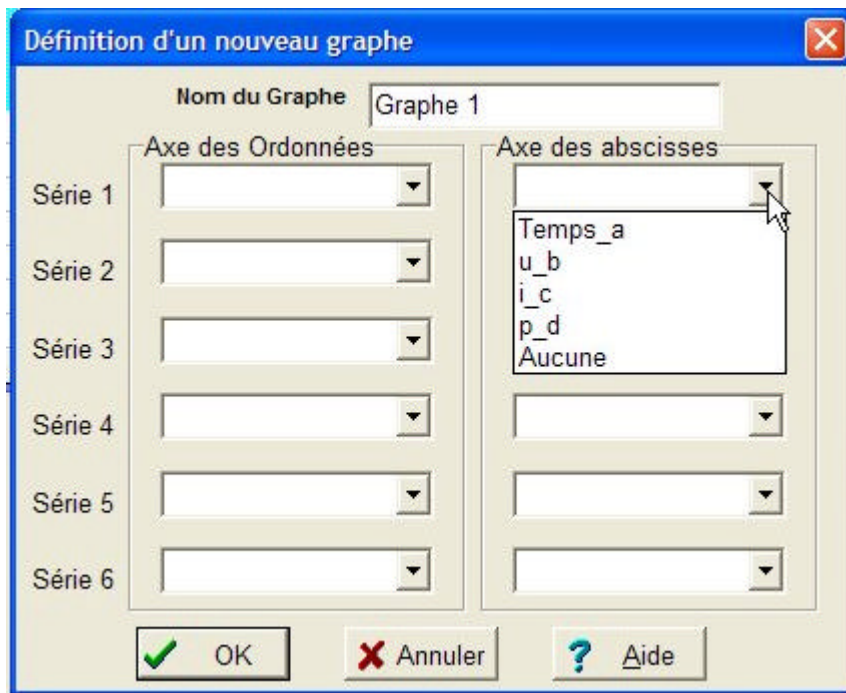 Définition d'un nouveau graphe
Nom du Graphe Graphe 1
Axe des Ordonnées Axe des abscisses
Série 1
Temps_a
u_b
Série 2
i_c
p_d
Série 3
Aucune
Série 4
Série 5
Série 6
OK Annuler ? Aide